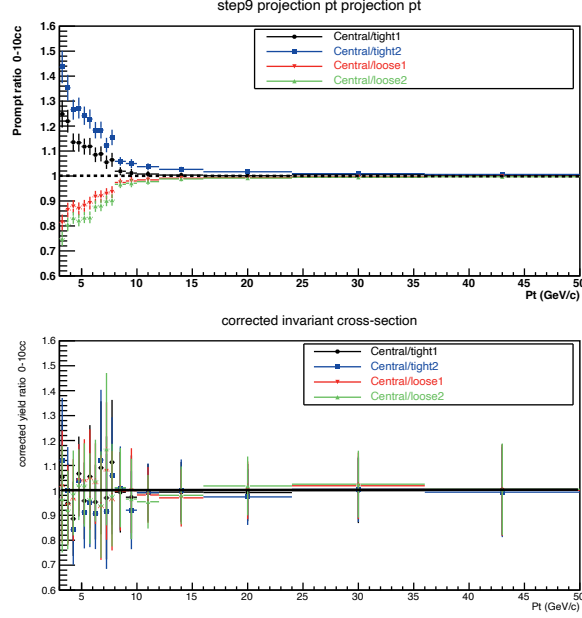 step9 projection pt projection pt
Prompt ratio 0-10cc
1.6
1.5
1.4
1.3
1.2
1.1
1
0.9
0.8
0.7
0.6
Central/tight1
Central/tight2
Central/loose1
Central/loose2
5 10 15 20 25 30 35 40 45 50
Pt (GeV/c)
corrected invariant cross-section
corrected yield ratio 0-10cc
1.6
1.5
1.4
1.3
1.2
1.1
1
0.9
0.8
0.7
0.6
Central/tight1
Central/tight2
Central/loose1
Central/loose2
5 10 15 20 25 30 35 40 45 50
Pt (GeV/c)